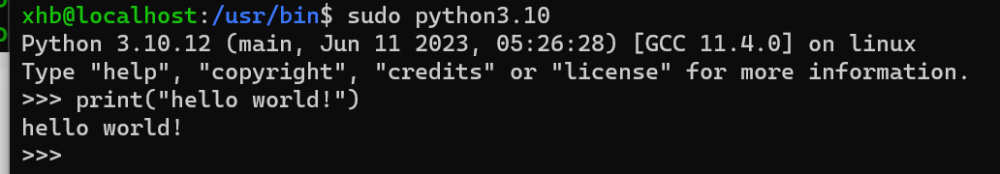 xhb@localhost:/usr/bin$ sudo python3.10
Python 3.10.12 (main, Jun 11 2023, 05:26:28) [GCC 11.4.0] on linux
Type "help", "copyright", "credits" or "license" for more information.
>>> print("hello world!")
hello world!
>>>